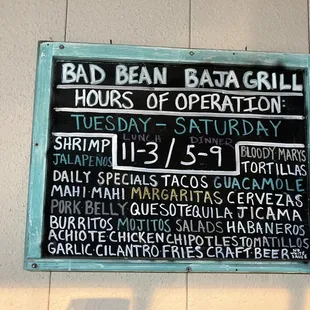 BAD BEAN BAJA GRILL
HOURS OF OPERATION:
TUESDAY - SATURDAY
LUNCH DINNER
SHRIMP 11-3 / 5-9 BLOODY MARYS
JALAPENOS TORTILLAS
DAILY SPECIALS TACOS GUACAMOLE
MAHI-MAHI MARGARITAS CERVEZAS
PORK BELLY QUESO TEQUILA JICAMA
BURRITOS MOJITOS SALADS HABANEROS
ACHIOTE CHICKEN CHIPOTLES TOMATILLOS
GARLIC-CILANTRO FRIES CRAFT BEER